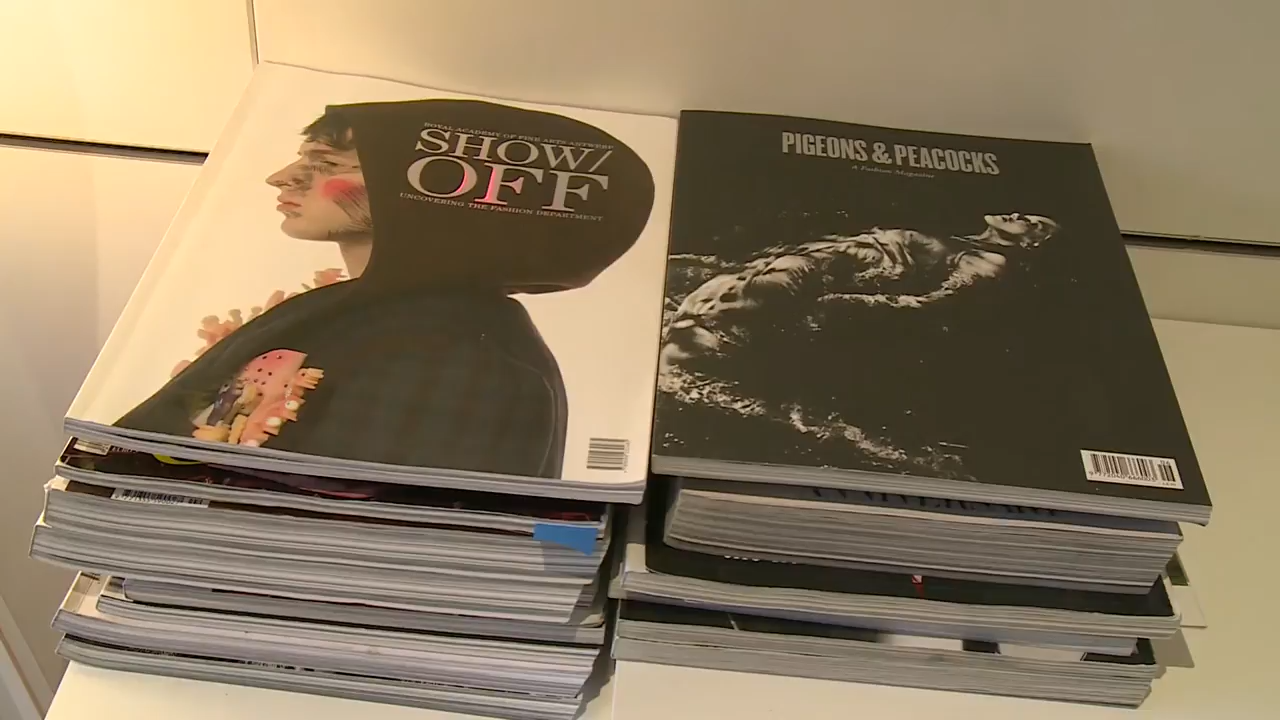 ROYAL ACADEMY OF FINE ARTS ANTWERP
SHOW/
OFF
UNCOVERING THE FASHION DEPARTMENT
PIGEONS & PEACOCKS
A Fashion Magazine